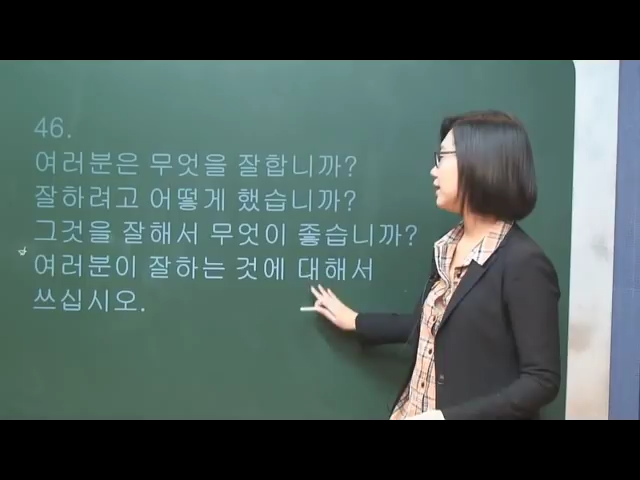 46.
여러분은 무엇을 잘합니까?
잘하려고 어떻게 했습니까?
그것을 잘해서 무엇이 좋습니까?
여러분이 잘하는 것에 대해서
쓰십시오.